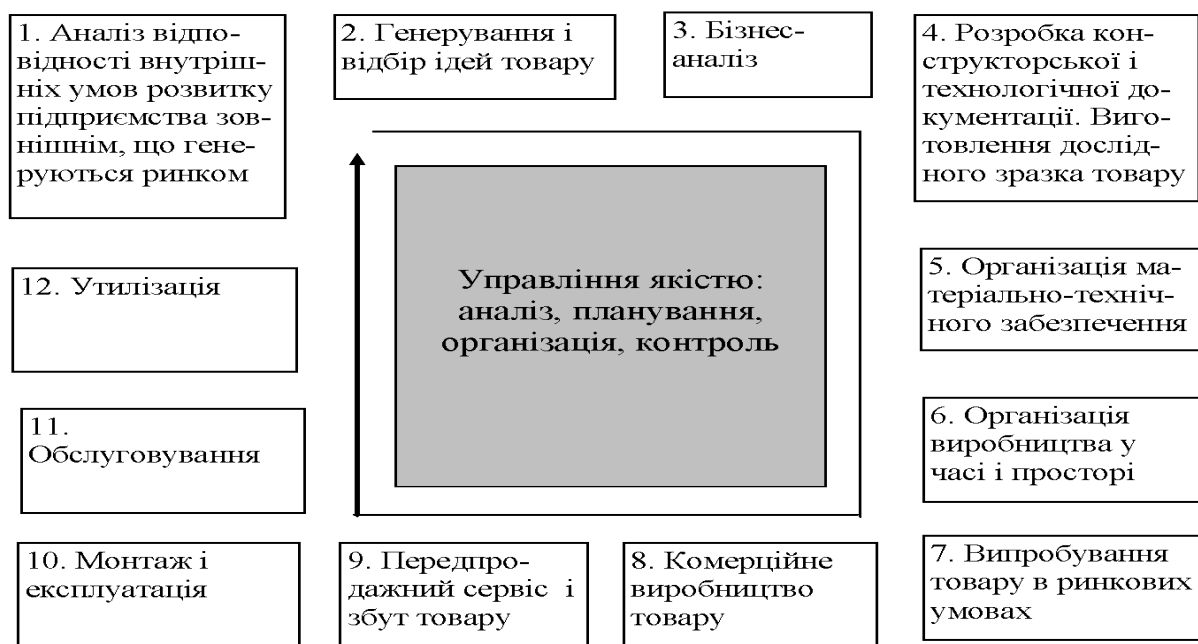 1. Аналіз відпо-
відності внутріш-
ніх умов розвитку
підприємства зов-
нішнім, що гене-
руються ринком
2. Генерування і
відбір ідей товару
3. Бізнес-
аналіз
4. Розробка кон-
структорської і
технологічної до-
кументації. Виго-
товлення дослід-
ного зразка товару
5. Організація ма-
теріально-техніч-
ного забезпечення
6. Організація
виробництва у
часі і просторі
7. Випробування
товару в ринкових
умовах
8. Комерційне
виробництво
товару
9. Передпро-
дажний сервіс і
збут товару
10. Монтаж і
експлуатація
11.
Обслуговування
12. Утилізація
Управління якістю:
аналіз, планування,
організація, контроль